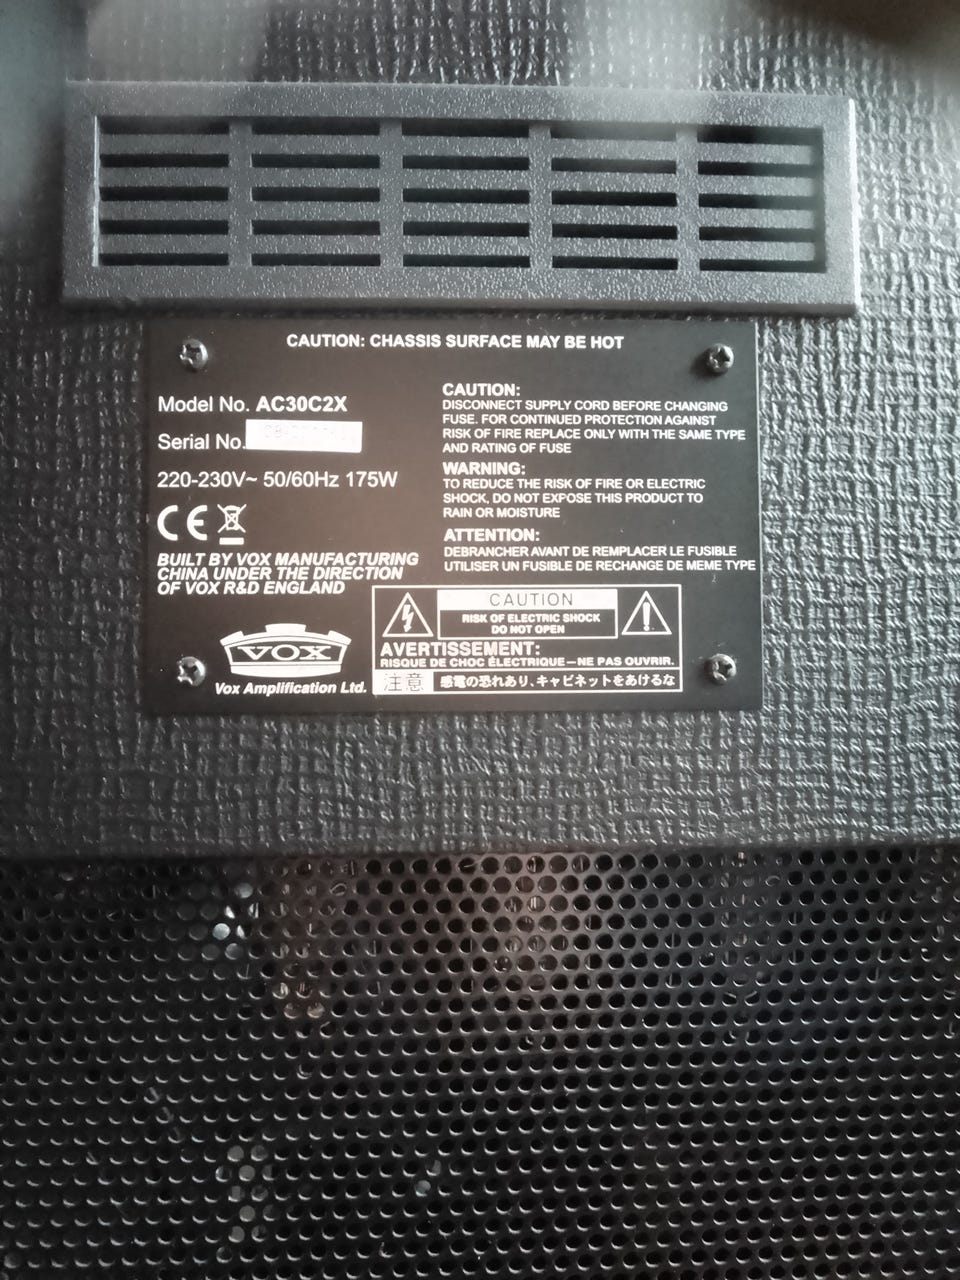 CAUTION: CHASSIS SURFACE MAY BE HOT
Model No. AC30C2X
Serial No.
220-230V~ 50/60Hz 175W
CE
BUILT BY VOX MANUFACTURING
CHINA UNDER THE DIRECTION
OF VOX R&D ENGLAND
VOX
Vox Amplification Ltd.
CAUTION:
DISCONNECT SUPPLY CORD BEFORE CHANGING
FUSE. FOR CONTINUED PROTECTION AGAINST
RISK OF FIRE REPLACE ONLY WITH THE SAME TYPE
AND RATING OF FUSE
WARNING:
TO REDUCE THE RISK OF FIRE OR ELECTRIC
SHOCK, DO NOT EXPOSE THIS PRODUCT TO
RAIN OR MOISTURE
ATTENTION:
DEBRANCHER AVANT DE REMPLACER LE FUSIBLE
UTILISER UN FUSIBLE DE RECHANGE DE MEME TYPE
CAUTION
RISK OF ELECTRIC SHOCK
DO NOT OPEN
AVERTISSEMENT:
RISQUE DE CHOC ÉLECTRIQUE—NE PAS OUVRIR.
注意 感電の恐れあり、キャビネットをあけるな